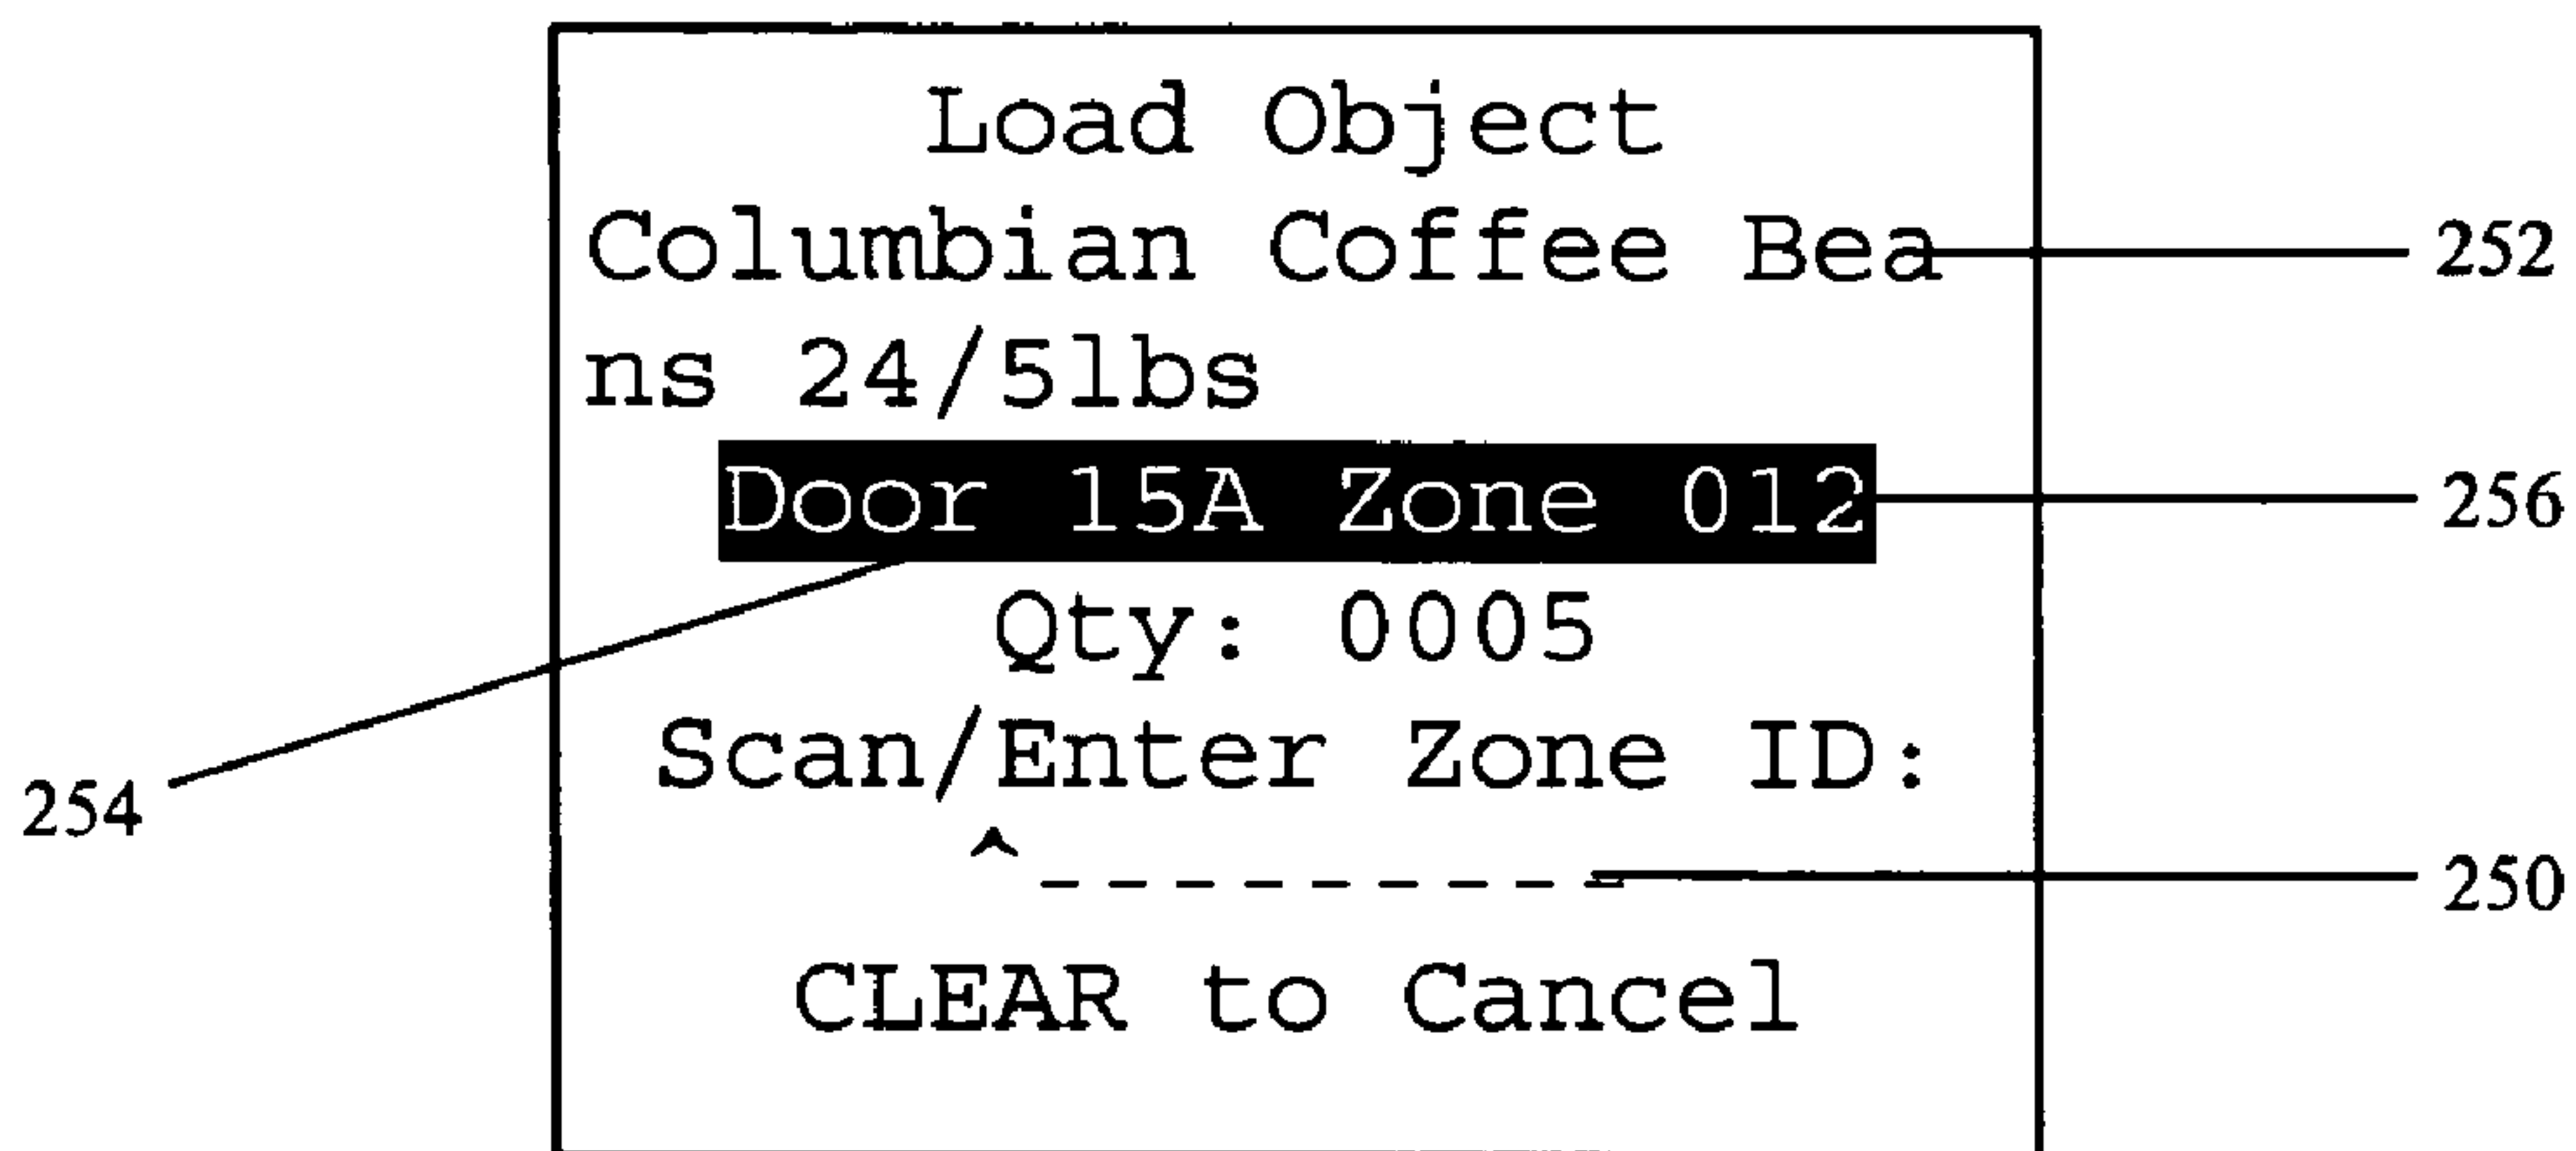 Load Object
Columbian Coffee Bea
252
ns 24/5lbs
Door 15A Zone 012
256
Qty: 0005
Scan/Enter Zone ID:
254
250
CLEAR to Cancel